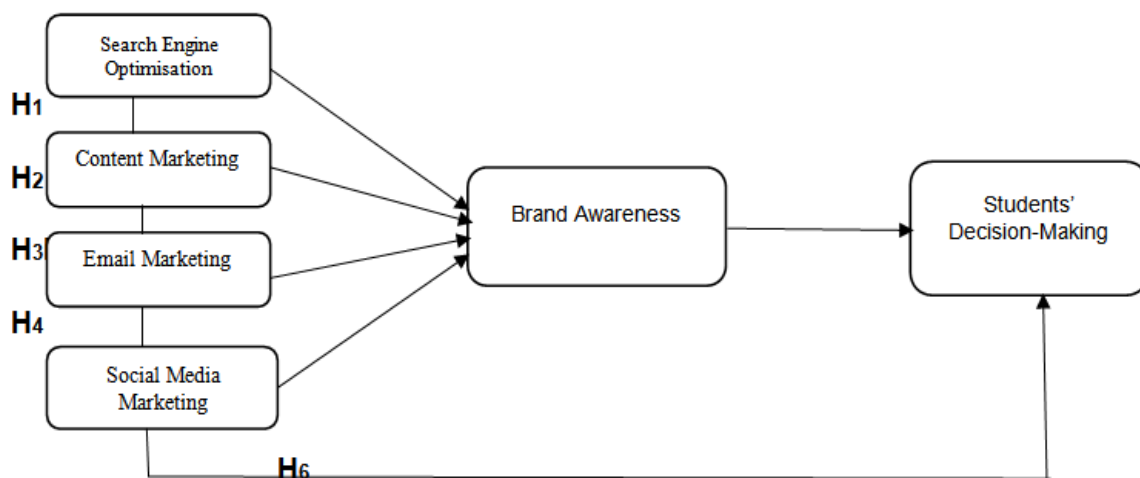 Search Engine
Optimisation
H1
Content Marketing
H2
Email Marketing
H3
H4
Social Media
Marketing
H6
Brand Awareness
Students'
Decision-Making